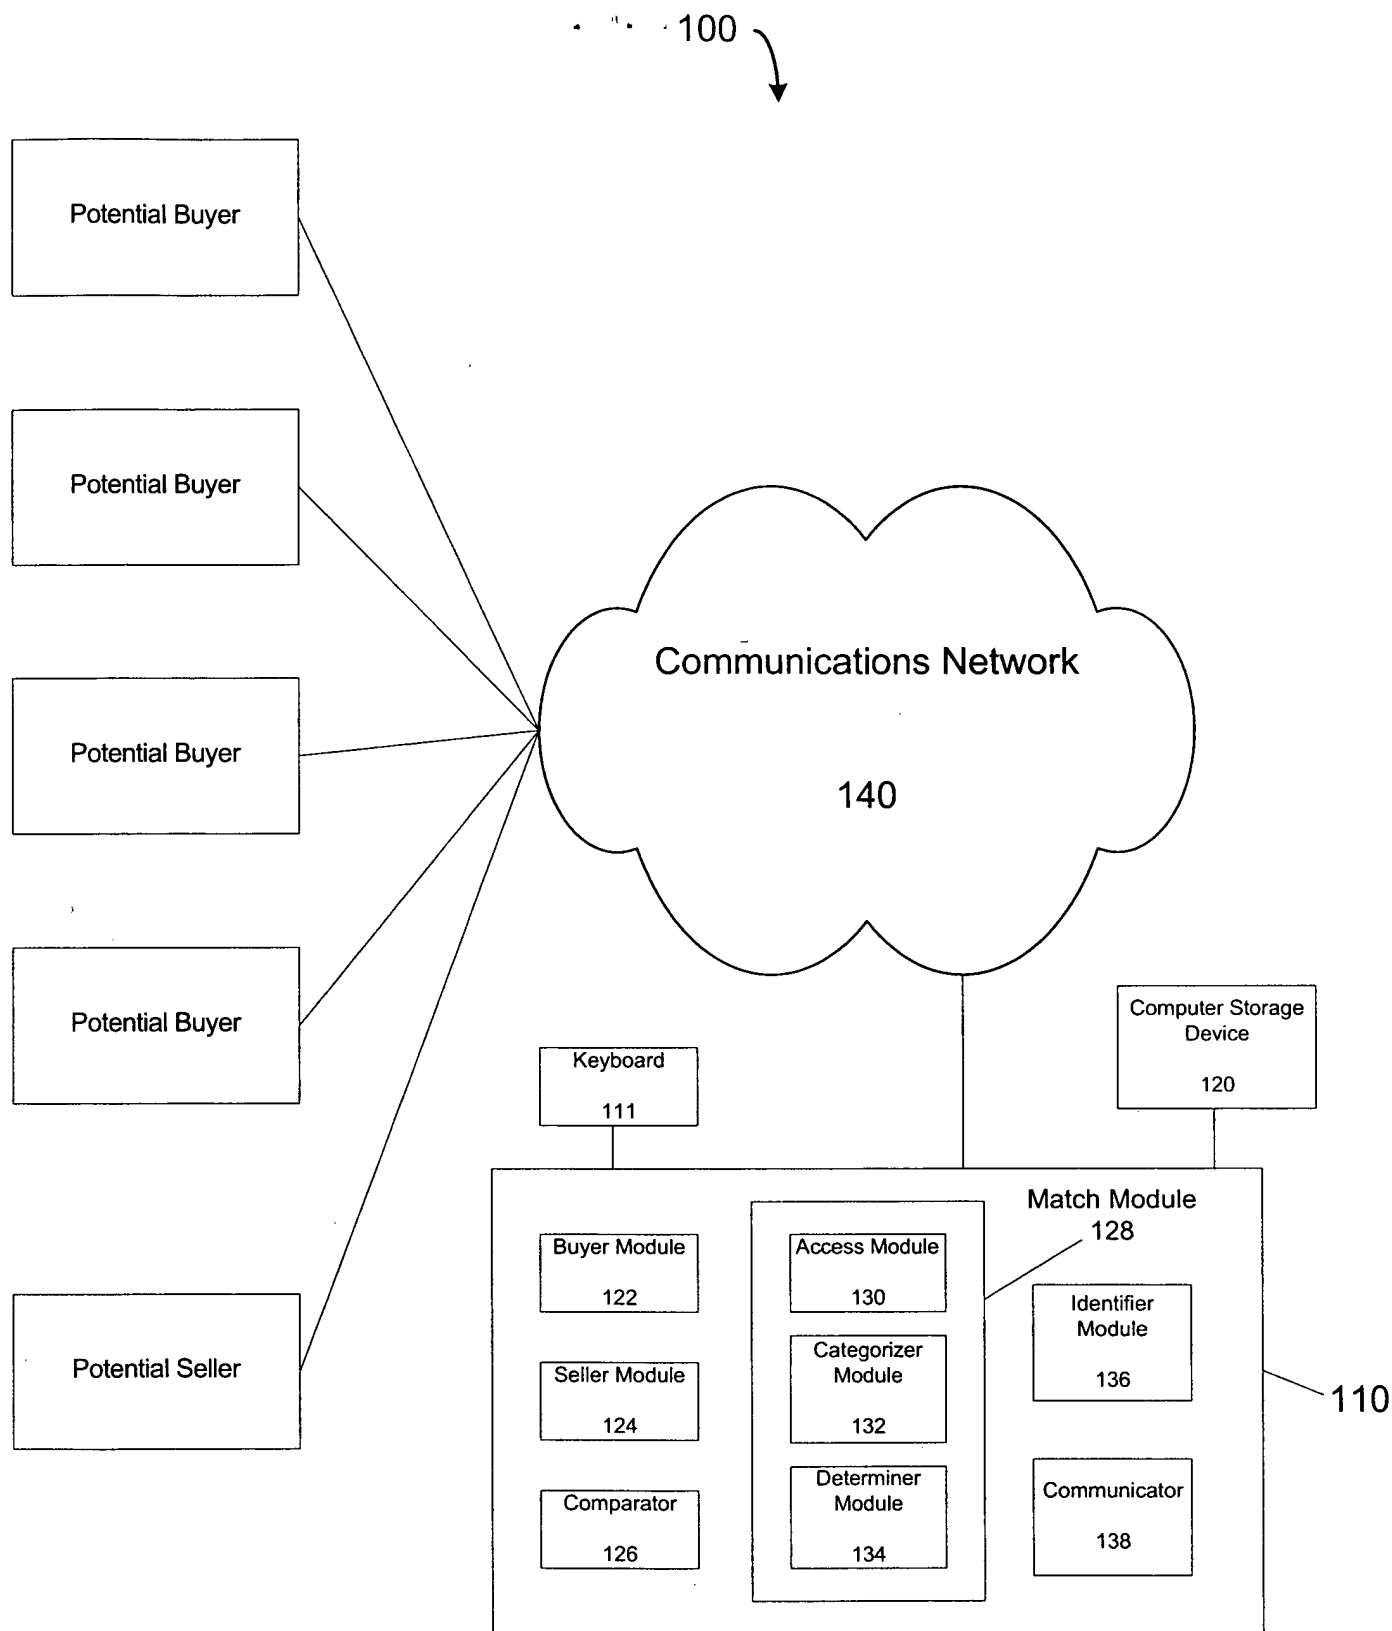 100
Potential Buyer
Potential Buyer
Potential Buyer
Potential Buyer
Potential Seller
Communications Network
140
Keyboard
111
Computer Storage
Device
120
Match Module
128
Buyer Module
122
Seller Module
124
Comparator
126
Access Module
130
Categorizer
Module
132
Determiner
Module
134
Identifier
Module
136
Communicator
138
110